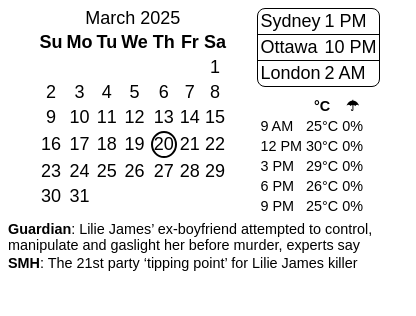 March 2025
Su Mo Tu We Th Fr Sa
1
2 3 4 5 6 7 8
9 10 11 12 13 14 15
16 17 18 19 20 21 22
23 24 25 26 27 28 29
30 31
Sydney 1 PM
Ottawa 10 PM
London 2 AM
°C ☂
9 AM 25°C 0%
12 PM 30°C 0%
3 PM 29°C 0%
6 PM 26°C 0%
9 PM 25°C 0%
Guardian: Lilie James’ ex-boyfriend attempted to control,
manipulate and gaslight her before murder, experts say
SMH: The 21st party ‘tipping point’ for Lilie James killer